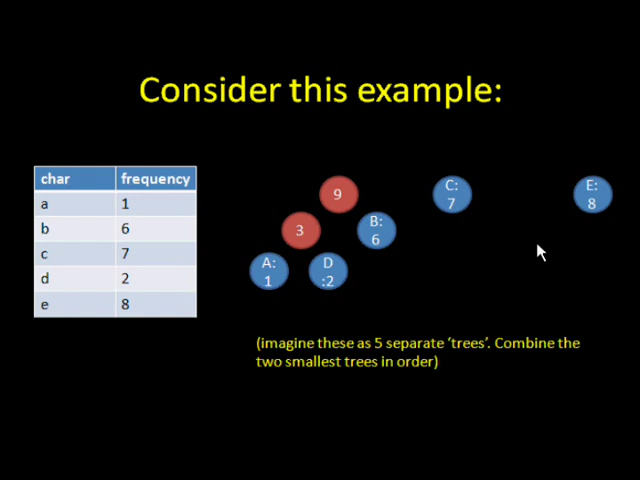 Consider this example:
char frequency
a 1
b 6
c 7
d 2
e 8
9
C:
7
E:
8
3
B:
6
A:
1
D
:2
(imagine these as 5 separate ‘trees’. Combine the
two smallest trees in order)